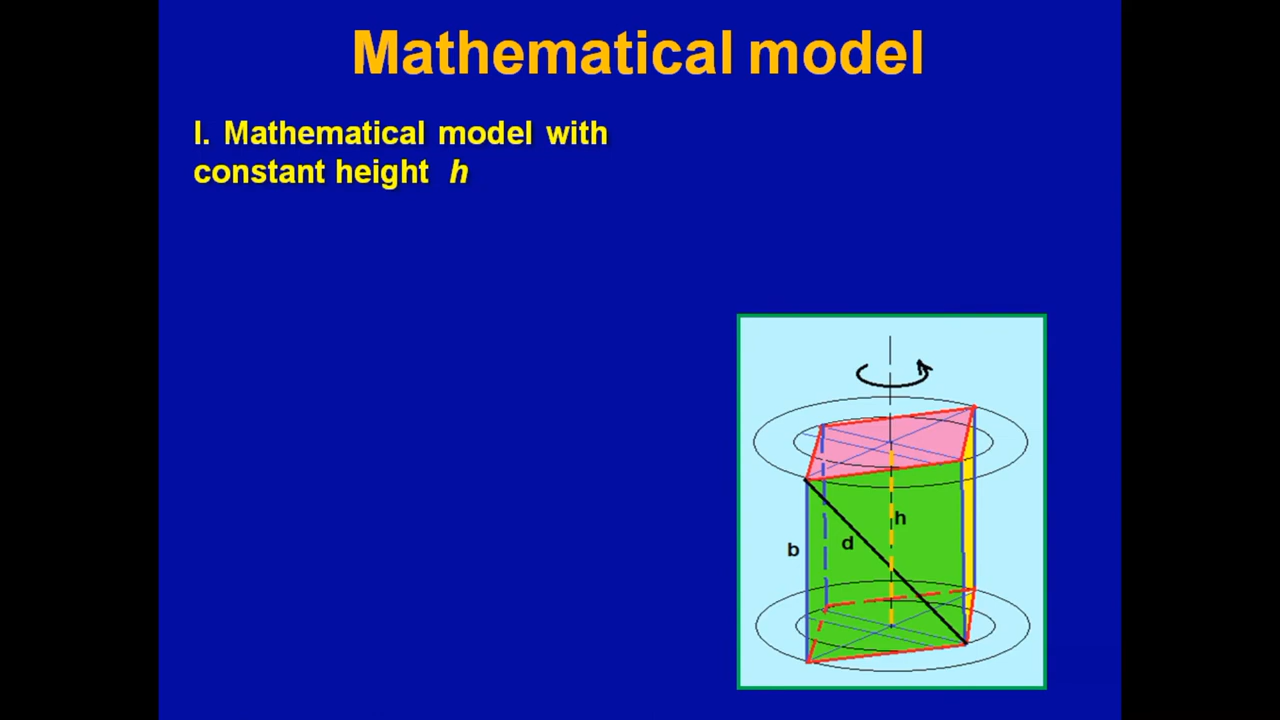 Mathematical model
I. Mathematical model with
constant height h
h
d
b